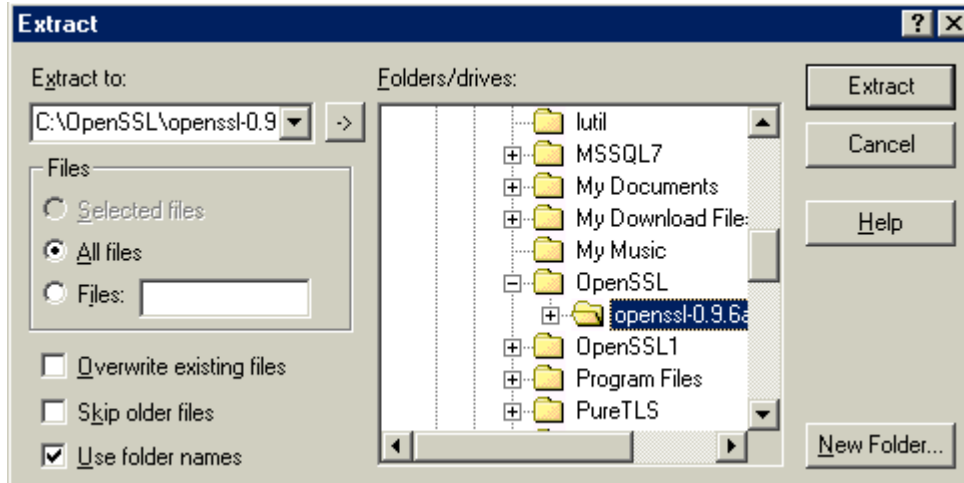 Extract
Extract to:
C:\OpenSSL\openssl-0.9
->
Files
Selected files
All files
Files:
Overwrite existing files
Skip older files
Use folder names
Folders/drives:
lutil
MSSQL7
My Documents
My Download File
My Music
OpenSSL
openssl-0.9.6a
OpenSSL1
Program Files
PureTLS
Extract
Cancel
Help
New Folder...